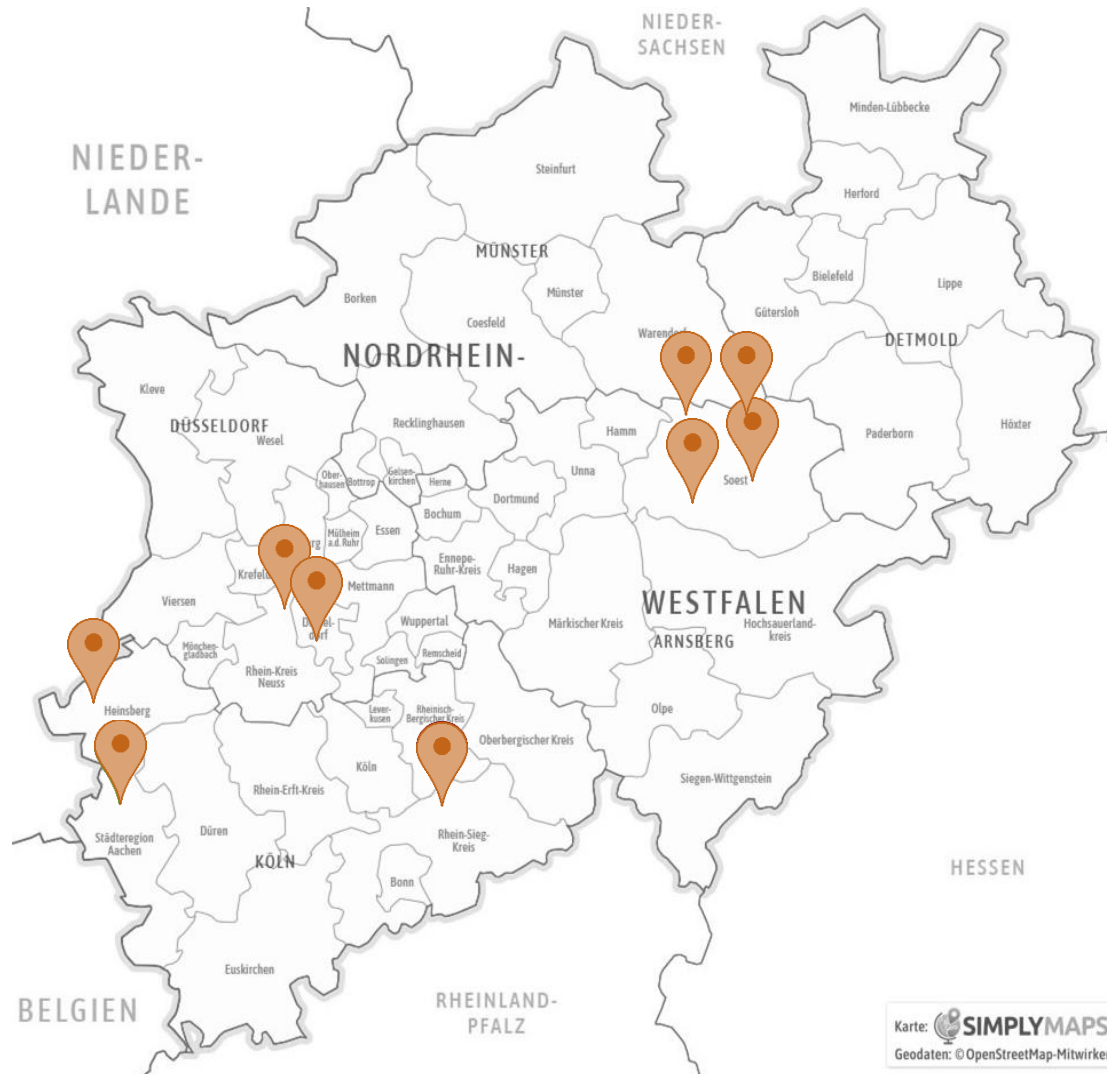 NIEDER-
SACHSEN
Minden-Lübbecke
NIEDER-
LANDE
Steinfurt
Herford
MÜNSTER
Bielefeld
Lippe
Borken
Münster
Gütersloh
Coesfeld
Warendorf
DETMOLD
NORDRHEIN-
Kleve
DÜSSELDORF
Wesel
Recklinghausen
Hamm
Paderborn
Höxter
Unna
Soest
Ober-
hausen
Bottrop
Gelsen-
kirchen
Herne
Dortmund
Bochum
Mülheim
a.d. Ruhr
Essen
Ennepe-
Ruhr-Kreis
Hagen
Krefeld
Mettmann
Viersen
WESTFALEN
Hochsauerland-
kreis
ARNSBERG
Märkischer Kreis
Wuppertal
Mönchen-
gladbach
Solingen
Remscheid
Rhein-Kreis
Neuss
Heinsberg
Lever-
kusen
Rheinisch-
Bergischer Kreis
Oberbergischer Kreis
Olpe
Köln
Siegen-Wittgenstein
Rhein-Erft-Kreis
Städteregion
Aachen
Düren
KÖLN
Rhein-Sieg-
Kreis
Bonn
HESSEN
Euskirchen
BELGIEN
RHEINLAND-
PFALZ
Karte: SIMPLYMAPS
Geodaten: © OpenStreetMap-Mitwirken